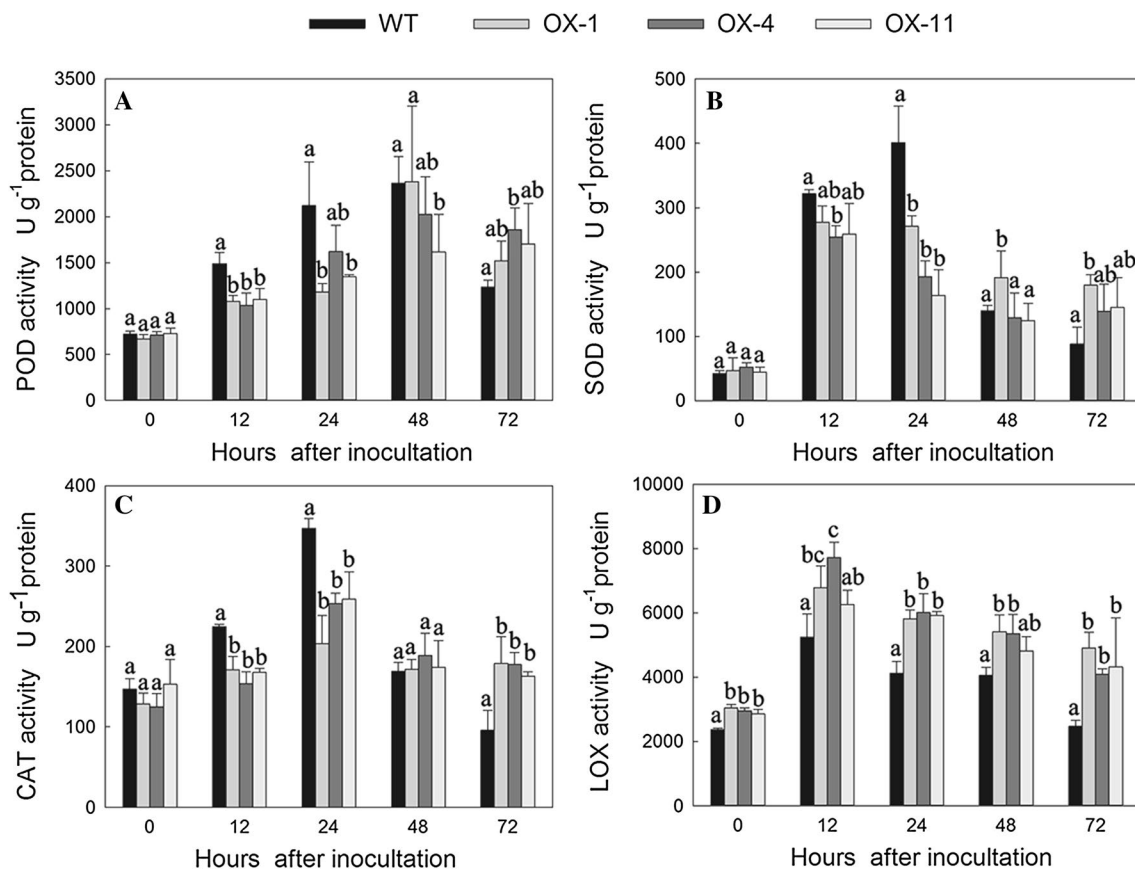 WT OX-1 OX-4 OX-11
A
POD activity U g⁻¹protein
3500
3000
2500
2000
1500
1000
500
0
a a a a
a b b b
a b ab b
a a ab b
a ab b ab
0 12 24 48 72
Hours after inocultation
B
SOD activity U g⁻¹protein
500
400
300
200
100
0
a a a a
a ab b ab
a b b b
a b a a
a b ab ab
0 12 24 48 72
Hours after inocultation
C
CAT activity U g⁻¹protein
400
300
200
100
0
a a a a
a b b b
a b b b
a a a a
a b b b
0 12 24 48 72
Hours after inocultation
D
LOX activity U g⁻¹protein
10000
8000
6000
4000
2000
0
a b b b
a bc c ab
a b b b
a b b ab
a b b b
0 12 24 48 72
Hours after inocultation